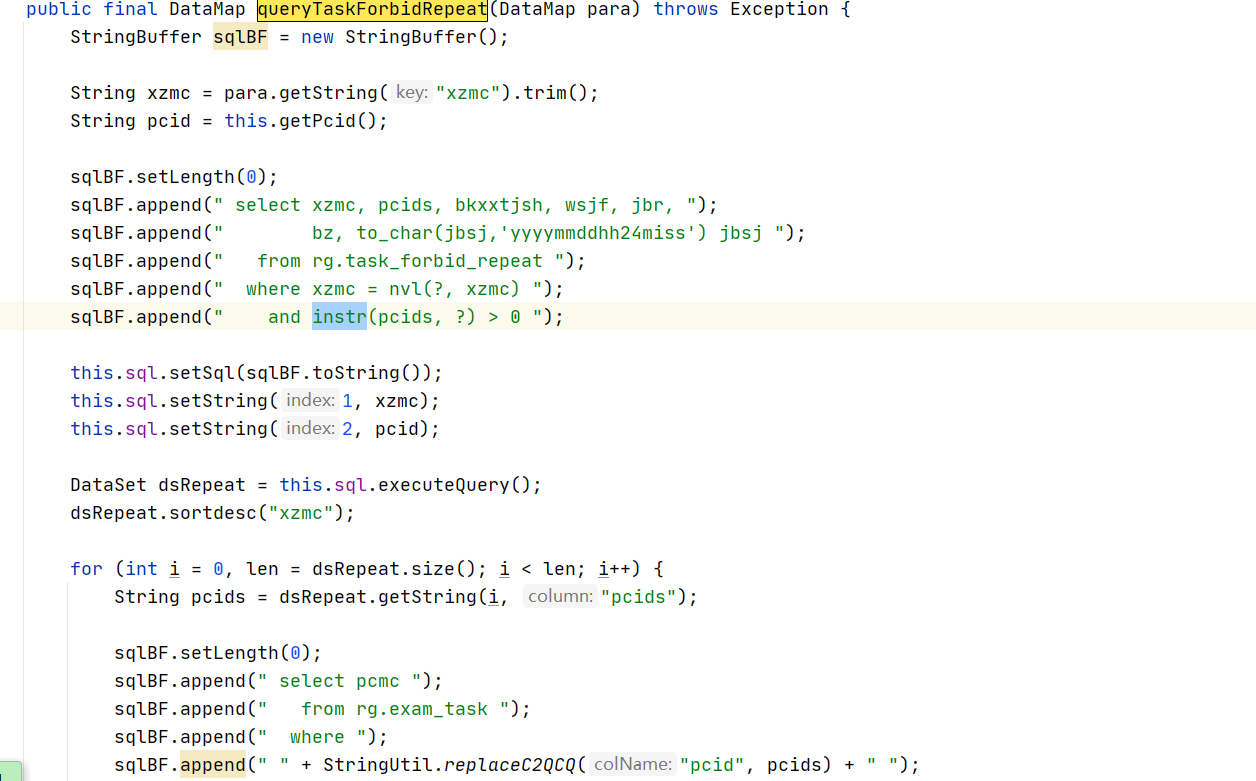 public final DataMap queryTaskForbidRepeat(DataMap para) throws Exception {
StringBuffer sqlBF = new StringBuffer();
String xzmc = para.getString( key: "xzmc").trim();
String pcid = this.getPcid();
sqlBF.setLength(0);
sqlBF.append(" select xzmc, pcids, bkxxtjsh, wsjf, jbr, ");
sqlBF.append("        bz, to_char(jbsj,'yyyymmddhh24miss') jbsj ");
sqlBF.append("   from rg.task_forbid_repeat ");
sqlBF.append("  where xzmc = nvl(?, xzmc) ");
sqlBF.append("    and instr(pcids, ?) > 0 ");
this.sql.setSql(sqlBF.toString());
this.sql.setString( index: 1, xzmc);
this.sql.setString( index: 2, pcid);
DataSet dsRepeat = this.sql.executeQuery();
dsRepeat.sortdesc("xzmc");
for (int i = 0, len = dsRepeat.size(); i < len; i++) {
String pcids = dsRepeat.getString(i, column: "pcids");
sqlBF.setLength(0);
sqlBF.append(" select pcmc ");
sqlBF.append("   from rg.exam_task ");
sqlBF.append("  where ");
sqlBF.append(" " + StringUtil.replaceC2QCQ( colName: "pcid", pcids) + " ");